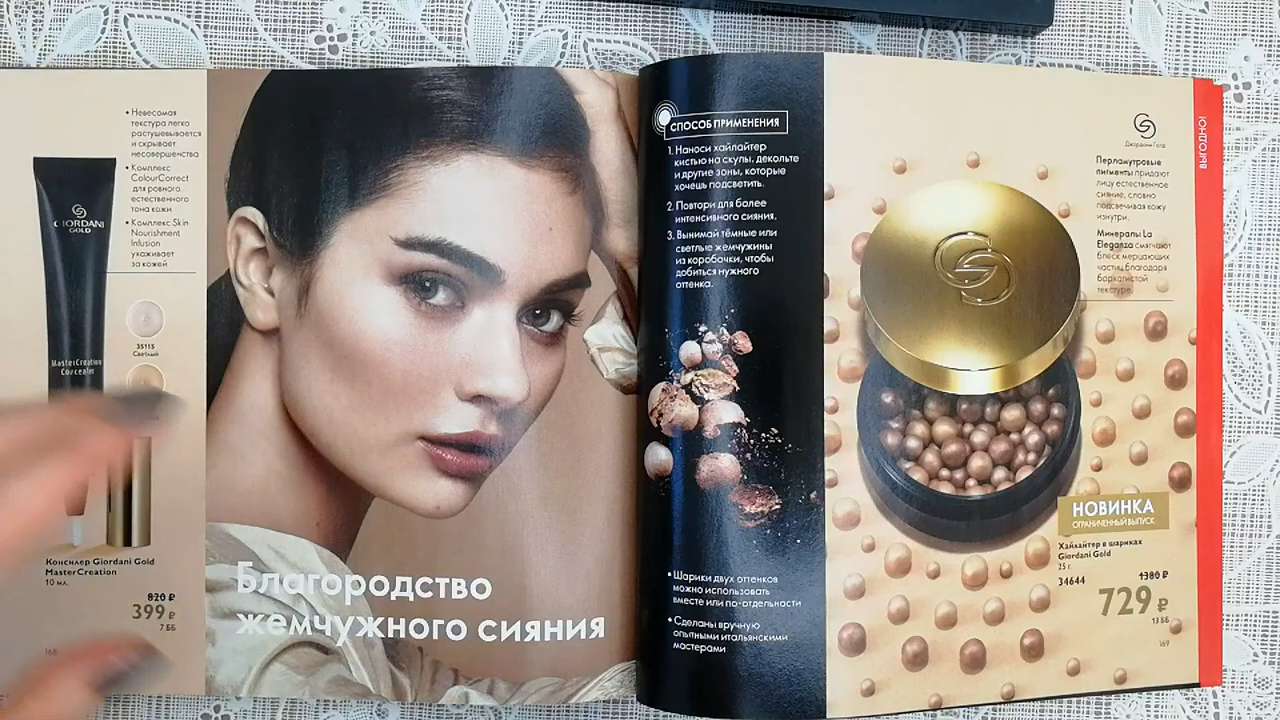 • Невесомая
текстура легко
растушевывается
и скрывает
несовершенства
• Комплекс
ColourCorrect
для ровного,
естественного
тона кожи
• Комплекс Skin
Nourishment
Infusion
ухаживает
за кожей
GIORDANI
GOLD
MasterCreation
Concealer
35115
Светлый
Консилер Giordani Gold
MasterCreation
10 мл.
820 ₽
399 ₽
7 ББ
168
Благородство
жемчужного сияния
СПОСОБ ПРИМЕНЕНИЯ
1. Наноси хайлайтер
кистью на скулы, декольте
и другие зоны, которые
хочешь подсветить.
2. Повтори для более
интенсивного сияния.
3. Вынимай тёмные или
светлые жемчужины
из коробочки, чтобы
добиться нужного
оттенка.
• Шарики двух оттенков
можно использовать
вместе или по-отдельности
• Сделаны вручную
опытными итальянскими
мастерами
Джордани Голд
Перламутровые
пигменты придают
лицу естественное
сияние, словно
подсвечивая кожу
изнутри.
Минералы La
Eleganza смягчают
блеск мерцающих
частиц благодаря
бархатистой
текстуре.
ВЫГОДНО!
НОВИНКА
ОГРАНИЧЕННЫЙ ВЫПУСК
Хайлайтер в шариках
Giordani Gold
25 г.
34644
1380 ₽
729 ₽
13 ББ
169